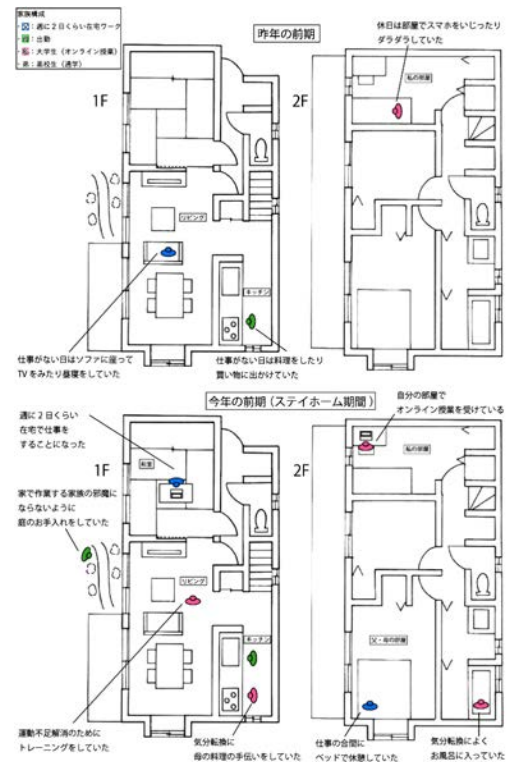 家族構成
・父：週に２日くらい在宅ワーク
・母：出勤
・私：大学生（オンライン授業）
・弟：高校生（通学）
昨年の前期
休日は部屋でスマホをいじったり
ダラダラしていた
1F
2F
私の部屋
リビング
キッチン
仕事がない日はソファに座って
TVをみたり昼寝をしていた
仕事がない日は料理をしたり
買い物に出かけていた
今年の前期（ステイホーム期間）
週に２日くらい
在宅で仕事を
することになった
自分の部屋で
オンライン授業を受けている
1F
2F
和室
私の部屋
家で作業する家族の邪魔に
ならないように
庭のお手入れをしていた
リビング
キッチン
父・母の部屋
運動不足解消のために
トレーニングをしていた
気分転換に
母の料理の手伝いをしていた
仕事の合間に
ベッドで休憩していた
気分転換によく
お風呂に入っていた